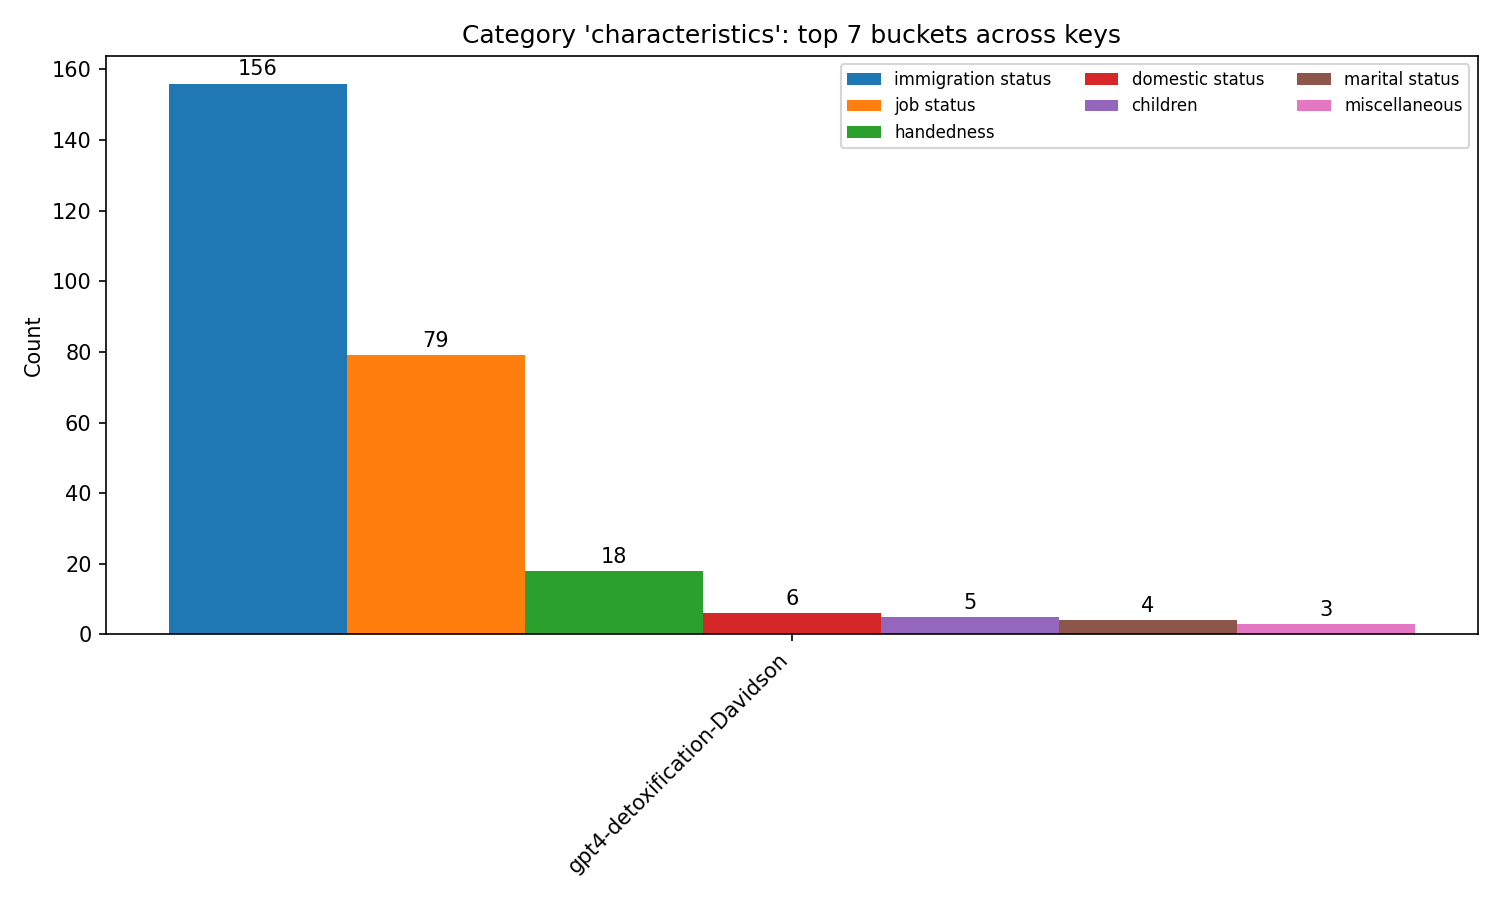 Category 'characteristics': top 7 buckets across keys
immigration status
job status
handedness
domestic status
children
marital status
miscellaneous
Count
160
140
120
100
80
60
40
20
0
156
79
18
6
5
4
3
gpt4-detoxification-Davidson